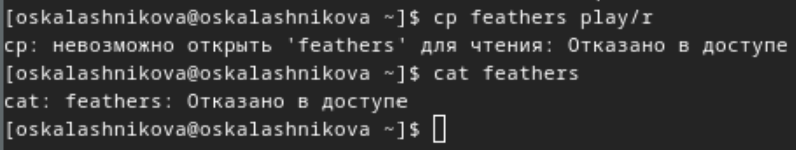 [oskalashnikova@oskalashnikova ~]$ cp feathers play/r
cp: невозможно открыть 'feathers' для чтения: Отказано в доступе
[oskalashnikova@oskalashnikova ~]$ cat feathers
cat: feathers: Отказано в доступе
[oskalashnikova@oskalashnikova ~]$